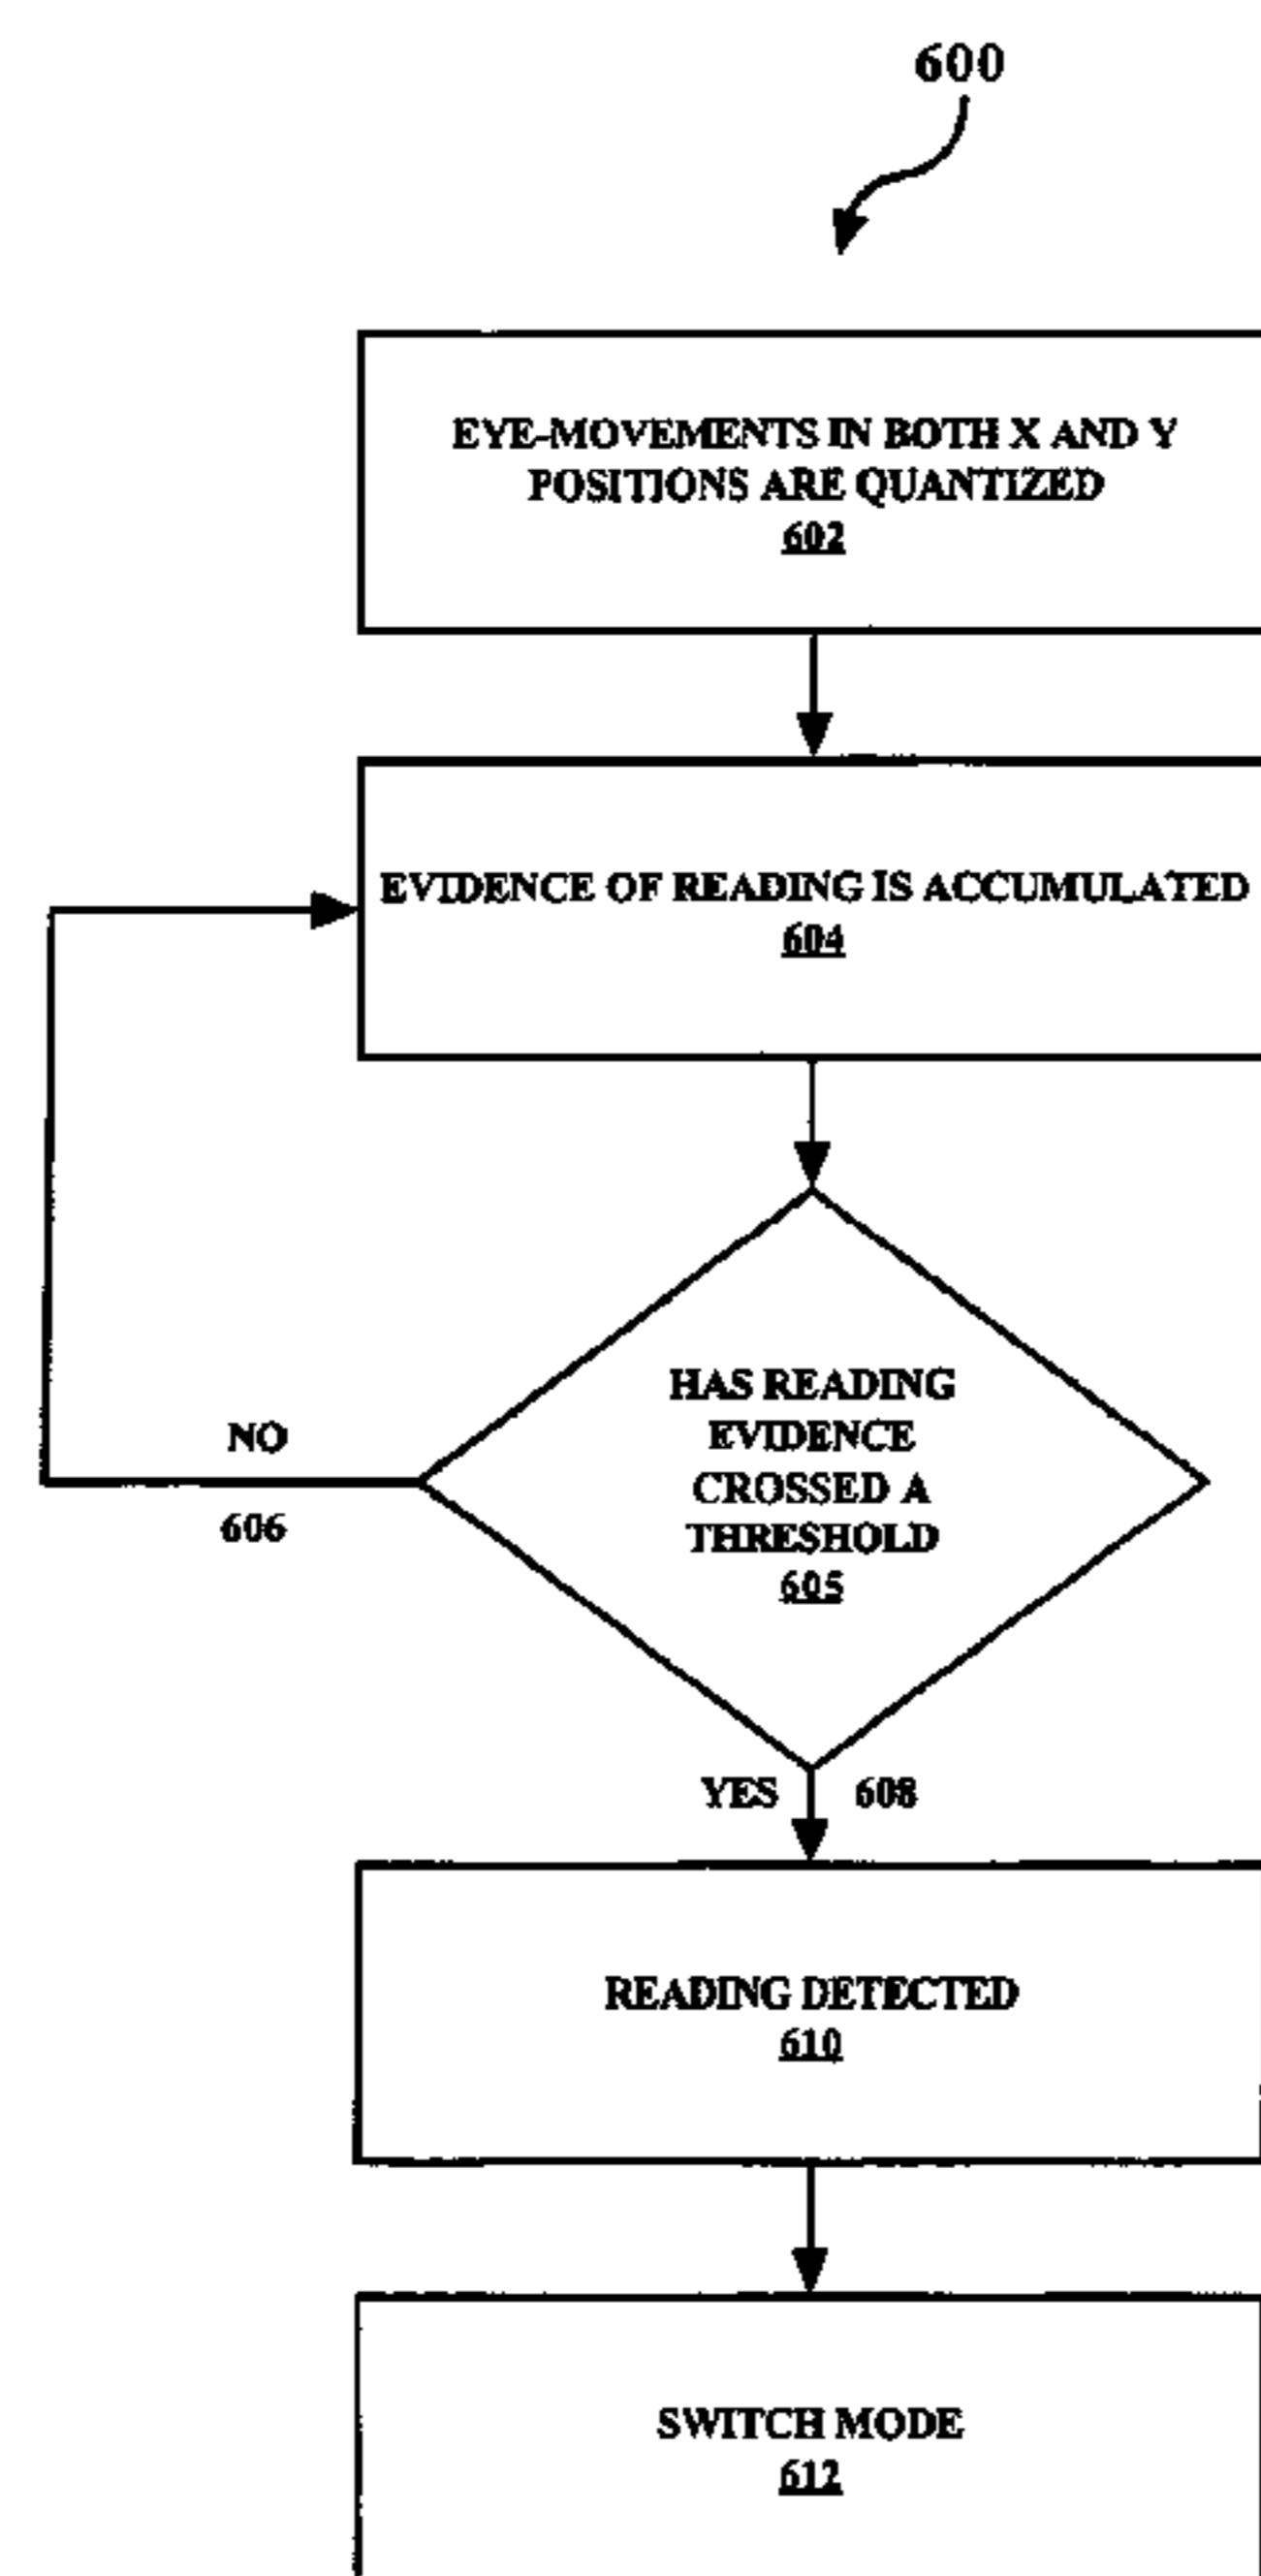 600
EYE-MOVEMENTS IN BOTH X AND Y
POSITIONS ARE QUANTIZED
602
EVIDENCE OF READING IS ACCUMULATED
604
HAS READING
EVIDENCE
CROSSED A
THRESHOLD
605
NO
606
YES 608
READING DETECTED
610
SWITCH MODE
612